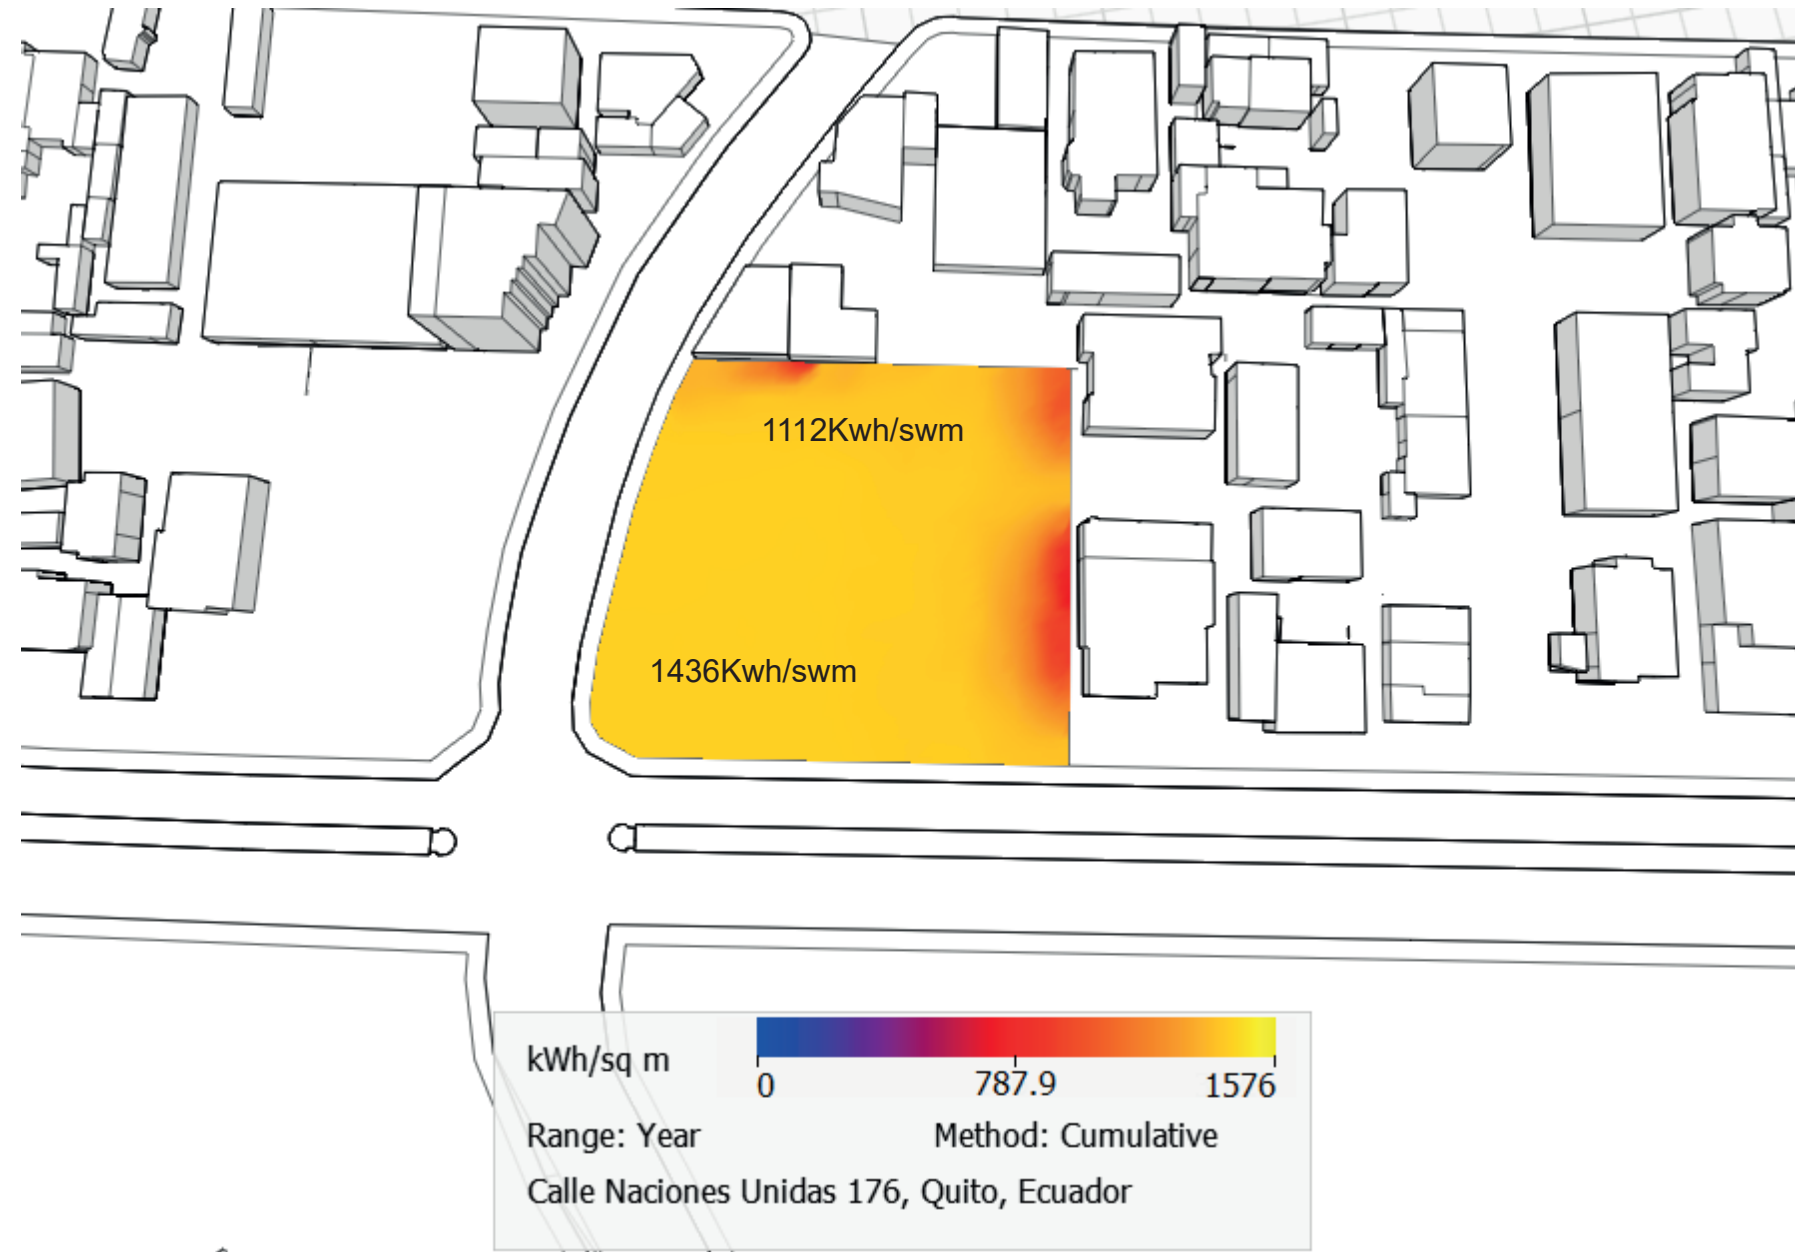 1112Kwh/swm
1436Kwh/swm
kWh/sq m
0 787.9 1576
Range: Year Method: Cumulative
Calle Naciones Unidas 176, Quito, Ecuador